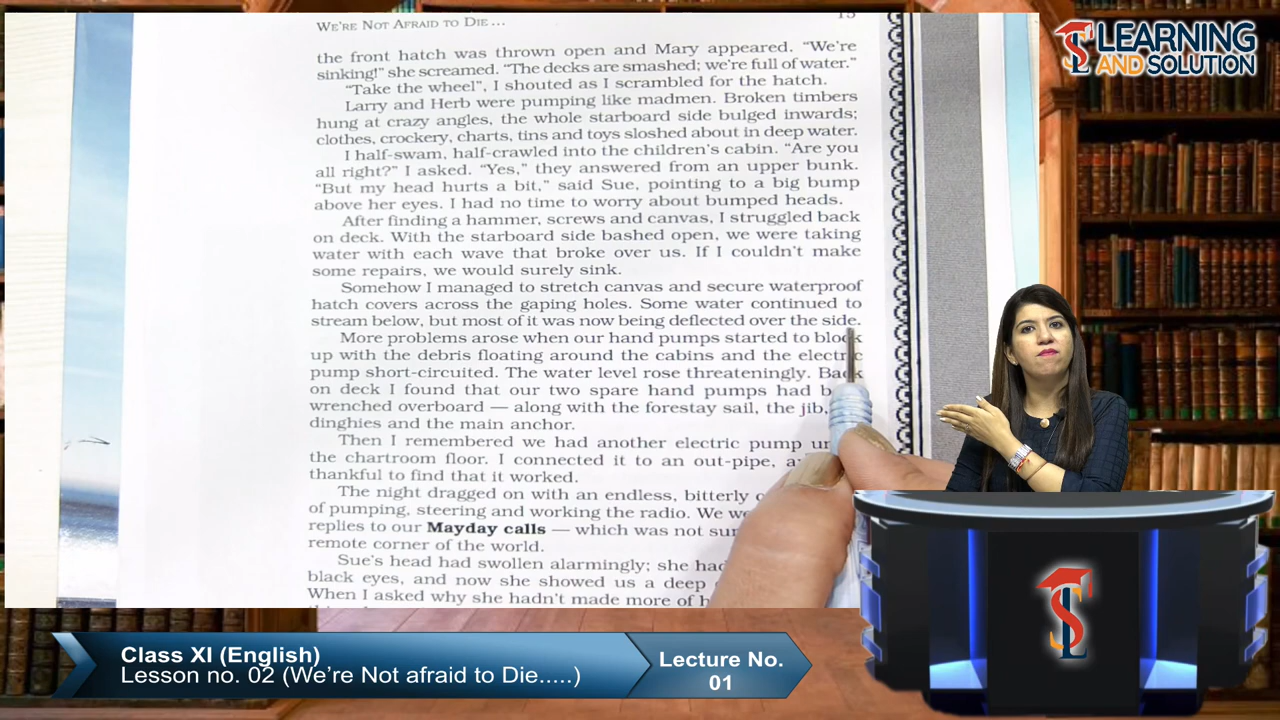 WE'RE NOT AFRAID TO DIE ...
15
the front hatch was thrown open and Mary appeared. “We're
sinking!” she screamed. “The decks are smashed; we're full of water.”
“Take the wheel”, I shouted as I scrambled for the hatch.
Larry and Herb were pumping like madmen. Broken timbers
hung at crazy angles, the whole starboard side bulged inwards;
clothes, crockery, charts, tins and toys sloshed about in deep water.
I half-swam, half-crawled into the children's cabin. “Are you
all right?” I asked. “Yes,” they answered from an upper bunk.
“But my head hurts a bit,” said Sue, pointing to a big bump
above her eyes. I had no time to worry about bumped heads.
After finding a hammer, screws and canvas, I struggled back
on deck. With the starboard side bashed open, we were taking
water with each wave that broke over us. If I couldn't make
some repairs, we would surely sink.
Somehow I managed to stretch canvas and secure waterproof
hatch covers across the gaping holes. Some water continued to
stream below, but most of it was now being deflected over the side.
More problems arose when our hand pumps started to block
up with the debris floating around the cabins and the electric
pump short-circuited. The water level rose threateningly. Back
on deck I found that our two spare hand pumps had
wrenched overboard — along with the forestay sail, the jib,
dinghies and the main anchor.
Then I remembered we had another electric pump
the chartroom floor. I connected it to an out-pipe,
thankful to find that it worked.
The night dragged on with an endless, bitterly
of pumping, steering and working the radio. We
replies to our Mayday calls — which was not
remote corner of the world.
Sue's head had swollen alarmingly; she had
black eyes, and now she showed us a deep
When I asked why she hadn't made more of
LEARNING
AND SOLUTION
Class XI (English)
Lesson no. 02 (We're Not afraid to Die.....)
Lecture No.
01